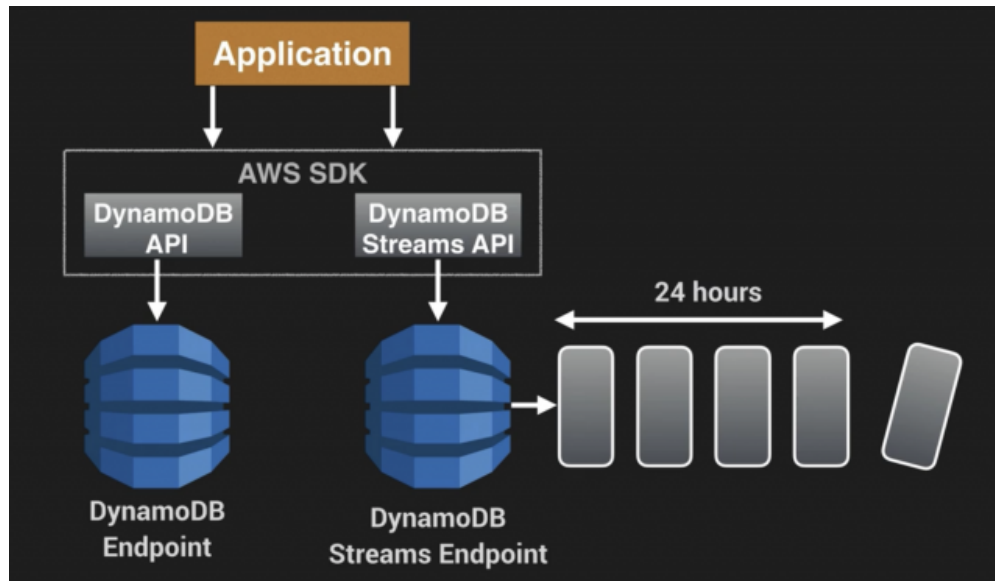 Application
AWS SDK
DynamoDB
API
DynamoDB
Streams API
24 hours
DynamoDB
Endpoint
DynamoDB
Streams Endpoint